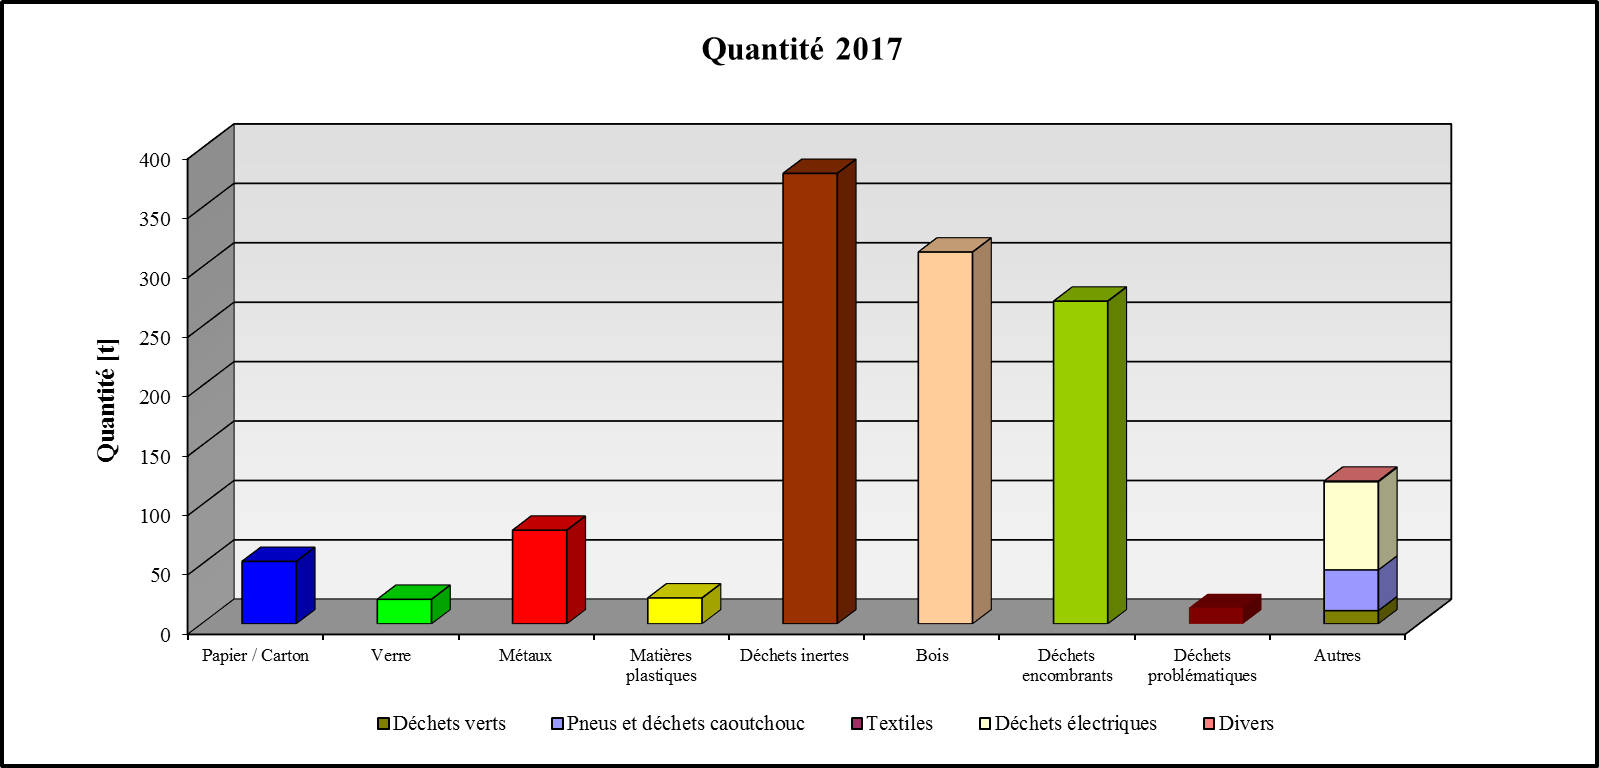 Quantité 2017
Quantité [t]
400
350
300
250
200
150
100
50
0
Papier / Carton
Verre
Métaux
Matières
plastiques
Déchets inertes
Bois
Déchets
encombrants
Déchets
problématiques
Autres
Déchets verts
Pneus et déchets caoutchouc
Textiles
Déchets électriques
Divers